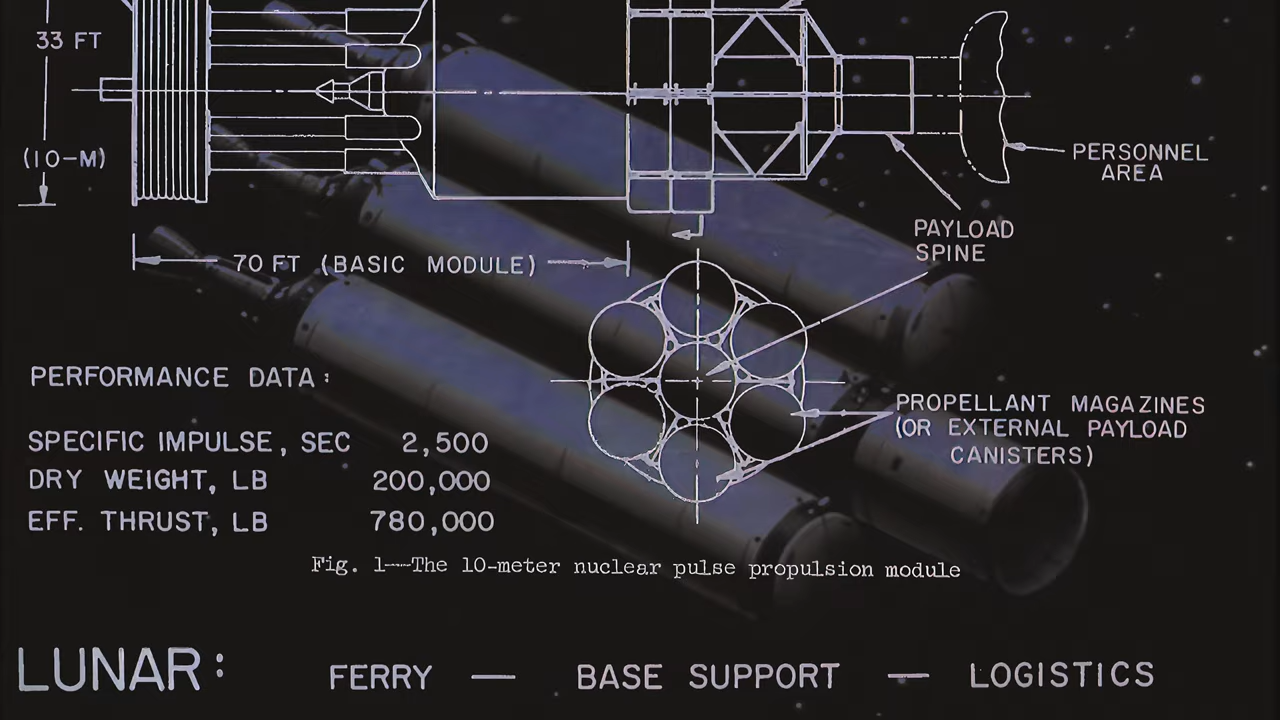 33 FT
(10-M)
PERSONNEL
AREA
PAYLOAD
SPINE
70 FT (BASIC MODULE)
PERFORMANCE DATA:
SPECIFIC IMPULSE, SEC 2,500
DRY WEIGHT, LB 200,000
EFF. THRUST, LB 780,000
PROPELLANT MAGAZINES
(OR EXTERNAL PAYLOAD
CANISTERS)
Fig. 1--The 10-meter nuclear pulse propulsion module
LUNAR: FERRY — BASE SUPPORT — LOGISTICS